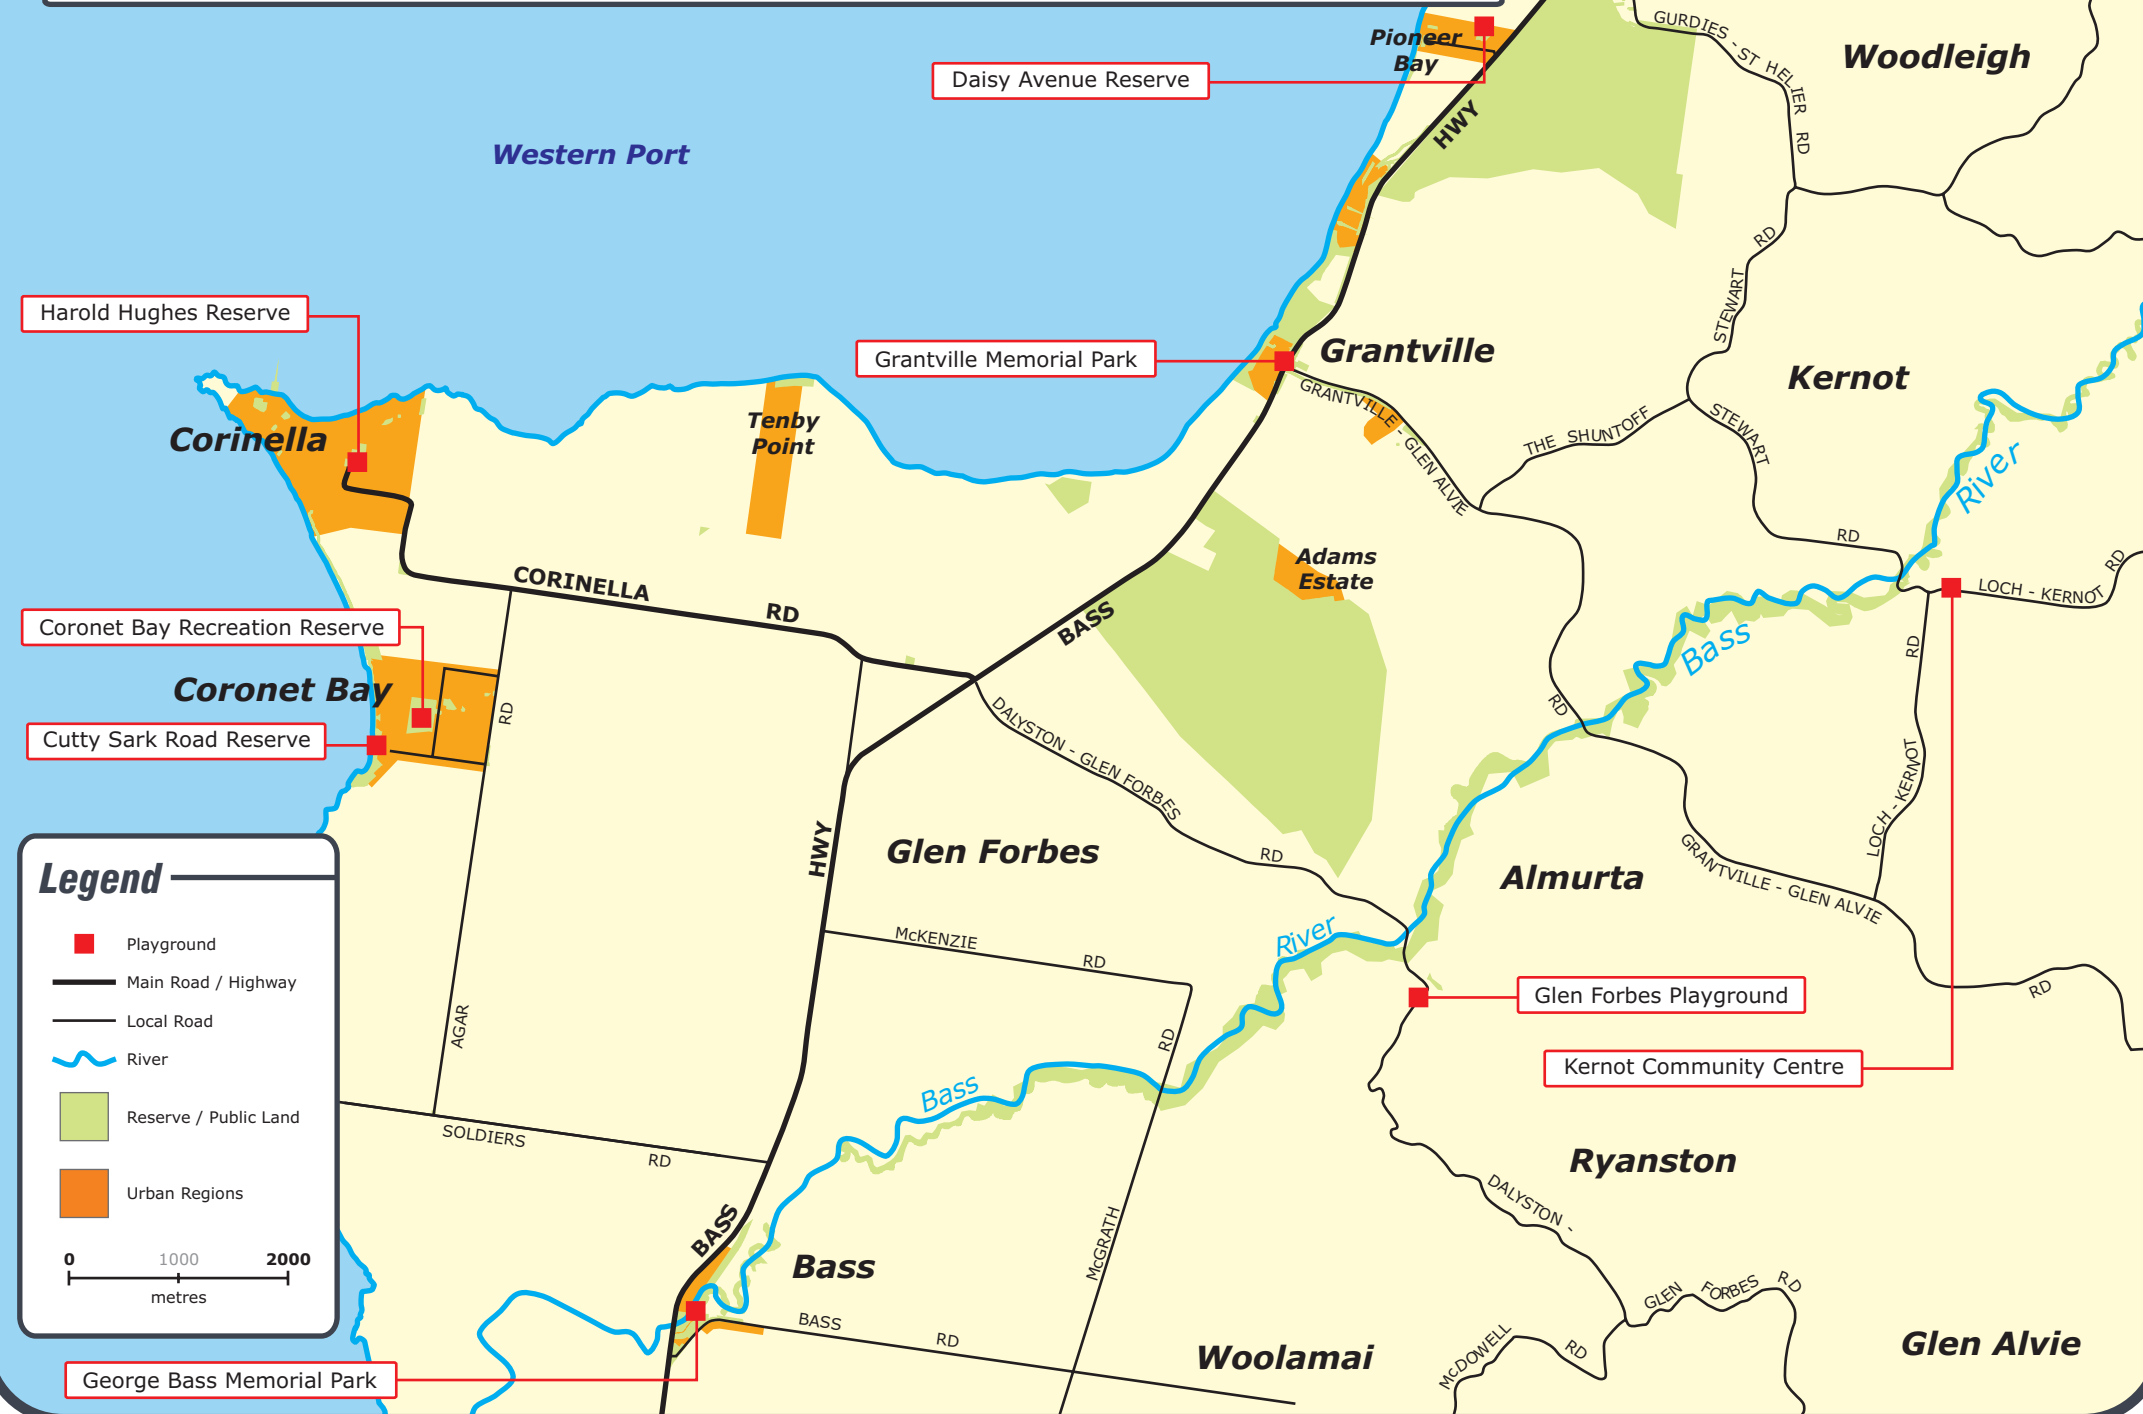 Pioneer
Bay
Daisy Avenue Reserve
GURDIES - ST HELIER RD
Woodleigh
HWY
Western Port
RD
STEWART
Harold Hughes Reserve
Grantville Memorial Park
Grantville
Kernot
GRANTVILLE - GLEN ALVIE
THE SHUNTOFF
STEWART
RD
River
Corinella
Tenby
Point
Adams
Estate
CORINELLA RD
BASS
LOCH - KERNOT RD
Bass
Coronet Bay Recreation Reserve
Coronet Bay
Cutty Sark Road Reserve
RD
RD
RD
DALYSTON - GLEN FORBES
RD
LOCH - KERNOT
HWY
Glen Forbes
Almurta
GRANTVILLE - GLEN ALVIE
RD
River
McKENZIE RD
Glen Forbes Playground
Kernot Community Centre
AGAR
RD
Bass
SOLDIERS RD
Ryanston
DALYSTON -
GLEN FORBES RD
BASS
McGRATH
Bass
BASS RD
Woolamai
McDOWELL RD
Glen Alvie
George Bass Memorial Park
Legend
Playground
Main Road / Highway
Local Road
River
Reserve / Public Land
Urban Regions
0 1000 2000
metres